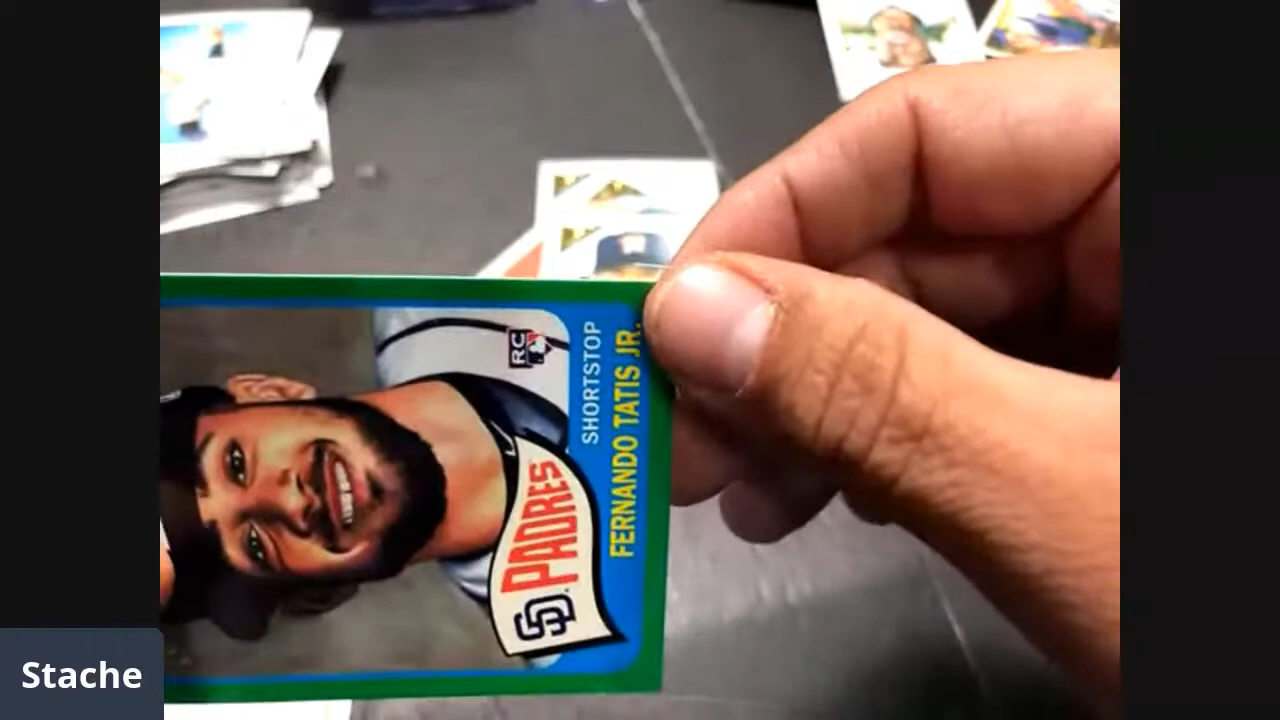 RC
SHORTSTOP
FERNANDO TATIS JR.
SD PADRES
Stache